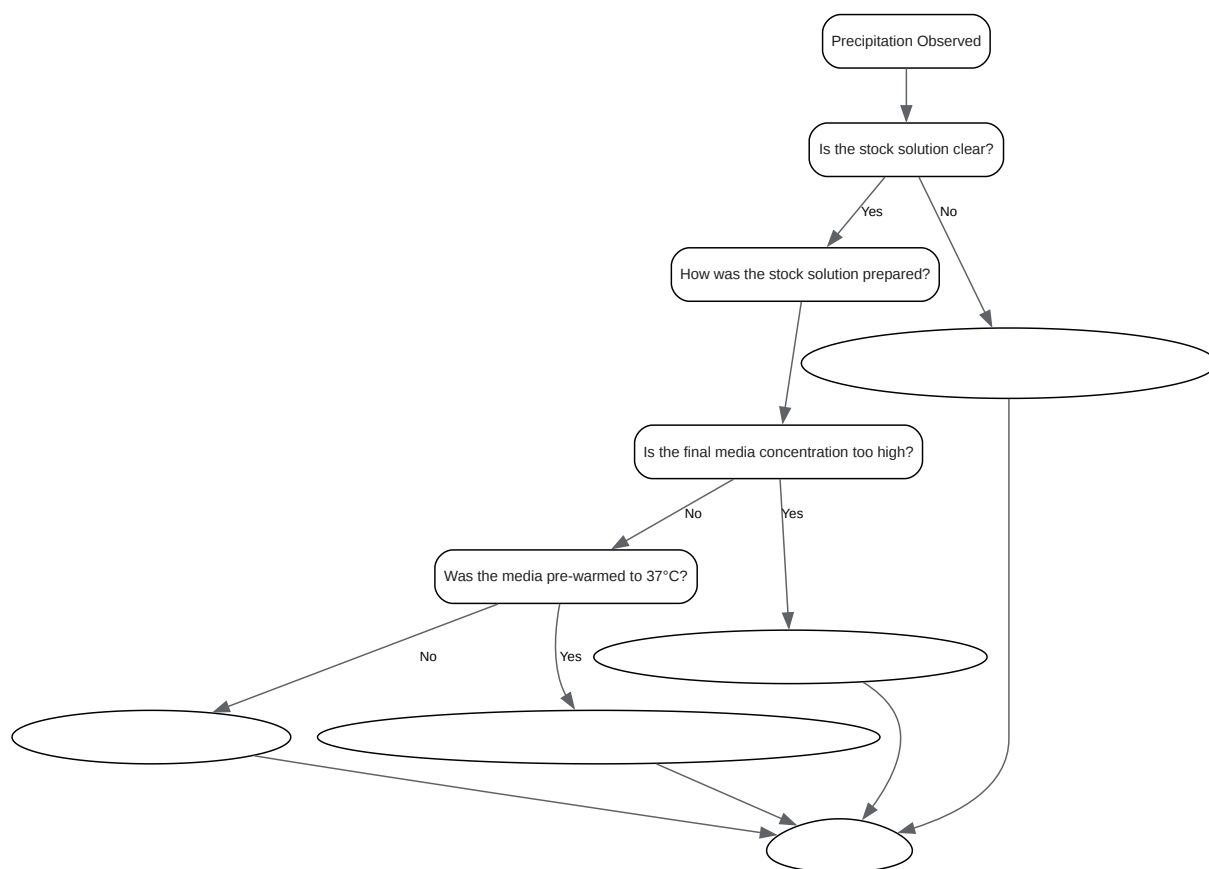 Precipitation Observed
Is the stock solution clear?
Yes
No
How was the stock solution prepared?
Is the final media concentration too high?
No
Yes
Was the media pre-warmed to 37°C?
No
Yes